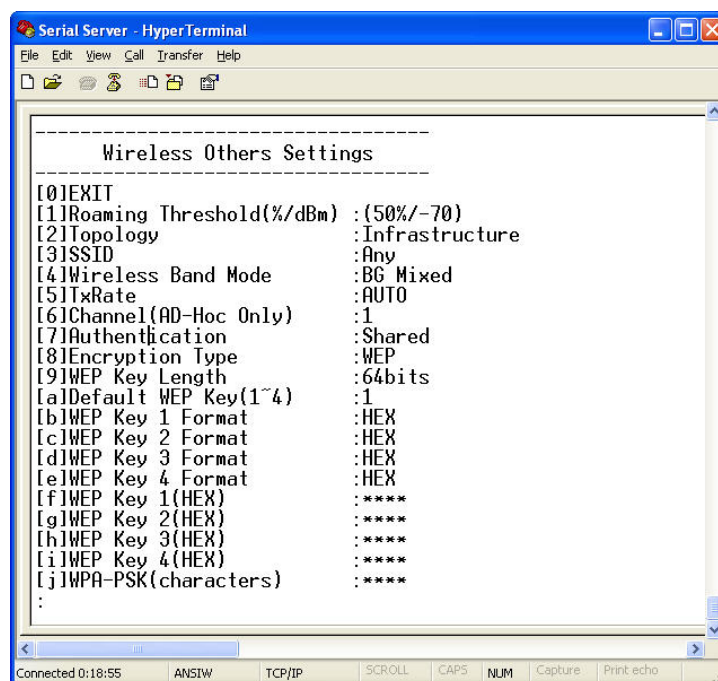 Serial Server - HyperTerminal
File Edit View Call Transfer Help
-----------------------------------
Wireless Others Settings
-----------------------------------
[0]EXIT
[1]Roaming Threshold(%/dBm) :(50%/-70)
[2]Topology :Infrastructure
[3]SSID :Any
[4]Wireless Band Mode :BG Mixed
[5]TxRate :AUTO
[6]Channel(AD-Hoc Only) :1
[7]Authentication :Shared
[8]Encryption Type :WEP
[9]WEP Key Length :64bits
[a]Default WEP Key(1~4) :1
[b]WEP Key 1 Format :HEX
[c]WEP Key 2 Format :HEX
[d]WEP Key 3 Format :HEX
[e]WEP Key 4 Format :HEX
[f]WEP Key 1(HEX) :****
[g]WEP Key 2(HEX) :****
[h]WEP Key 3(HEX) :****
[i]WEP Key 4(HEX) :****
[j]WPA-PSK(characters) :****
:
Connected 0:18:55 ANSIW TCP/IP SCROLL CAPS NUM Capture Print echo